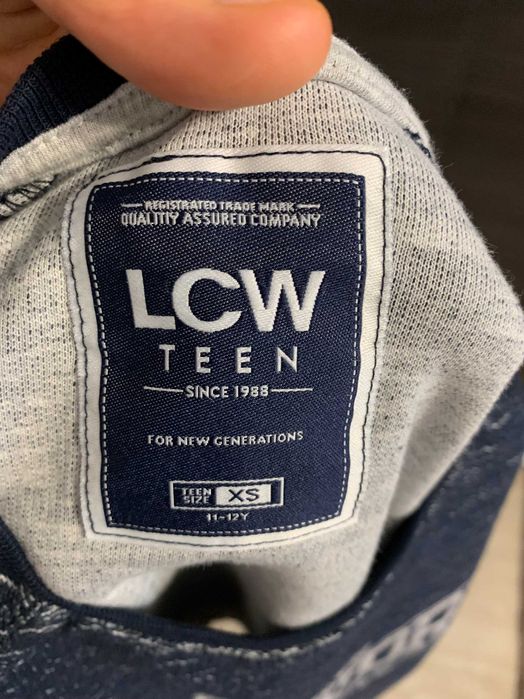 REGISTRATED TRADE MARK
QUALITIY ASSURED COMPANY
LCW
TEEN
SINCE 1988
FOR NEW GENERATIONS
TEEN SIZE XS
11-12Y